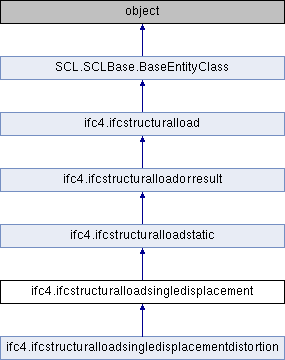 object
SCL.SCLBase.BaseEntityClass
ifc4.ifcstructuralload
ifc4.ifcstructuralloadorresult
ifc4.ifcstructuralloadstatic
ifc4.ifcstructuralloadsingledisplacement
ifc4.ifcstructuralloadsingledisplacementdistortion